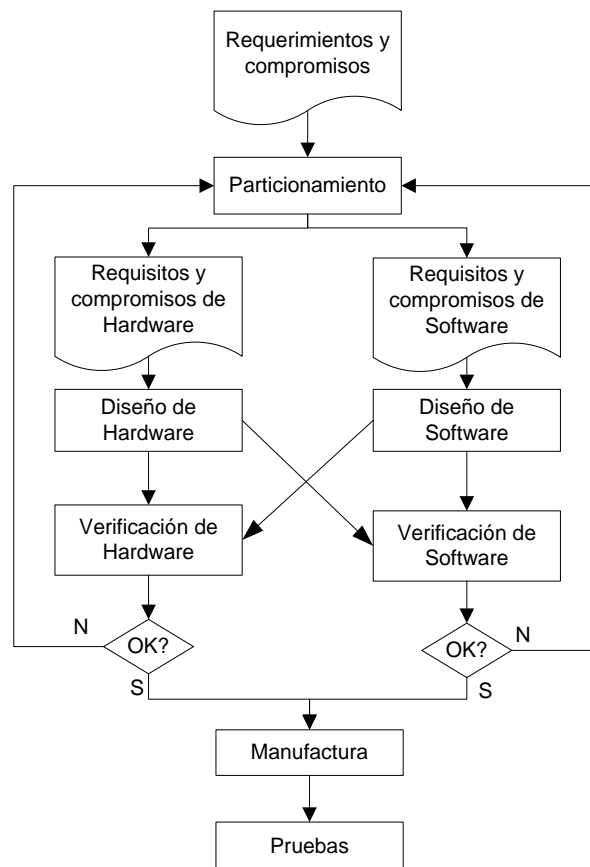 Requerimientos y
compromisos
Particionamiento
Requisitos y
compromisos de
Hardware
Requisitos y
compromisos de
Software
Diseño de
Hardware
Diseño de
Software
Verificación de
Hardware
Verificación de
Software
N
OK?
S
OK?
N
S
Manufactura
Pruebas